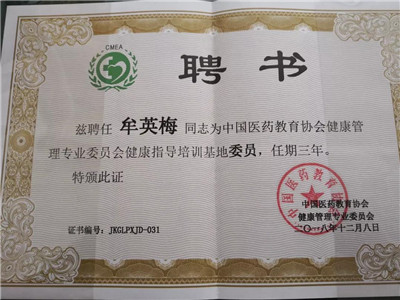 CMEA
聘书
兹聘任 牟英梅 同志为中国医药教育协会健康管
理专业委员会健康指导培训基地委员，任期三年。
特颁此证
中国医药教育协会
健康管理专业委员会
证书编号：JKGLPXJD-031
二〇一八年十二月八日